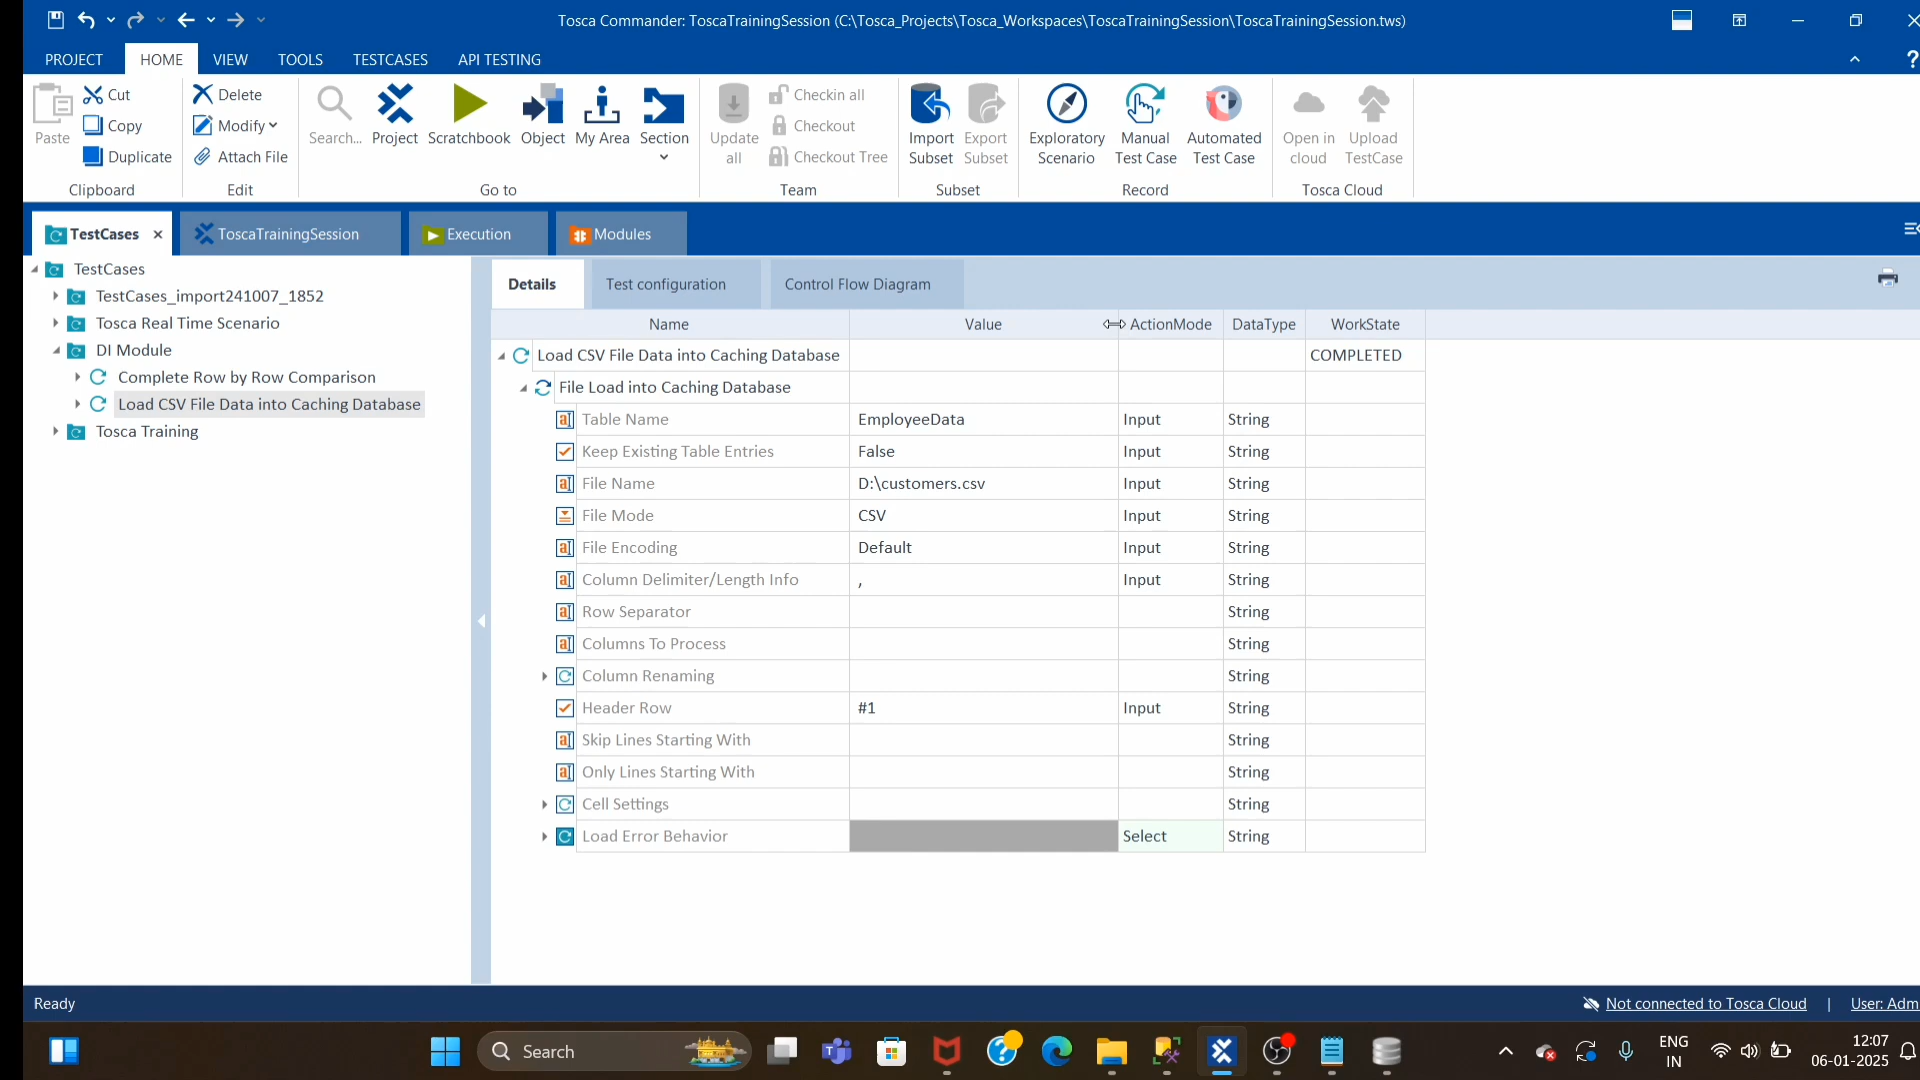 Tosca Commander: ToscaTrainingSession (C:\Tosca_Projects\Tosca_Workspaces\ToscaTrainingSession\ToscaTrainingSession.tws)
PROJECT HOME VIEW TOOLS TESTCASES API TESTING ?
Paste
Cut
Copy
Duplicate
Clipboard
Delete
Modify
Attach File
Edit
Search...
Project
Scratchbook
Object
My Area
Section
Go to
Update all
Checkin all
Checkout
Checkout Tree
Team
Import Subset
Export Subset
Subset
Exploratory Scenario
Manual Test Case
Automated Test Case
Record
Open in cloud
Upload TestCase
Tosca Cloud
TestCases ToscaTrainingSession Execution Modules
TestCases
TestCases_import241007_1852
Tosca Real Time Scenario
DI Module
Complete Row by Row Comparison
Load CSV File Data into Caching Database
Tosca Training
Details Test configuration Control Flow Diagram
Name Value ActionMode DataType WorkState
Load CSV File Data into Caching Database COMPLETED
File Load into Caching Database
Table Name EmployeeData Input String
Keep Existing Table Entries False Input String
File Name D:\customers.csv Input String
File Mode CSV Input String
File Encoding Default Input String
Column Delimiter/Length Info , Input String
Row Separator String
Columns To Process String
Column Renaming String
Header Row #1 Input String
Skip Lines Starting With String
Only Lines Starting With String
Cell Settings String
Load Error Behavior Select String
Ready Not connected to Tosca Cloud | User: Adm
Search
ENG
IN
12:07
06-01-2025